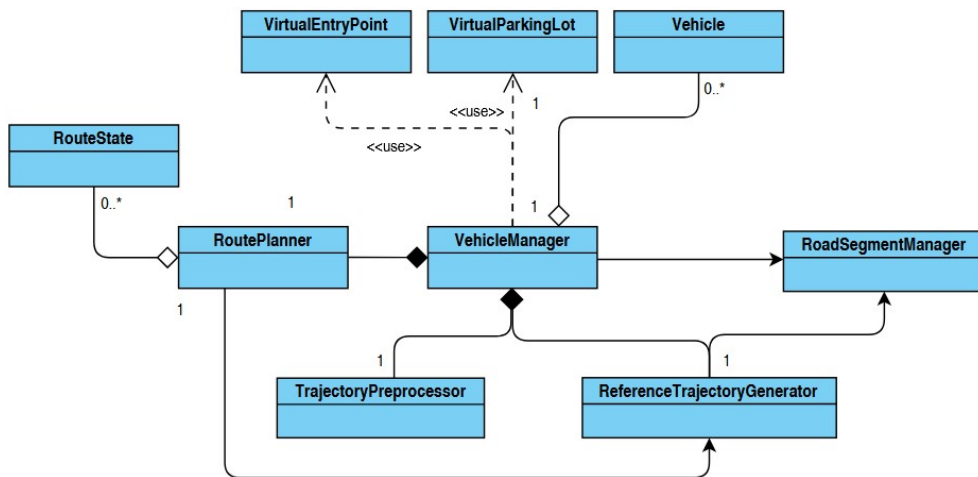 VirtualEntryPoint
VirtualParkingLot
Vehicle
1
0..*
<<use>>
<<use>>
RouteState
0..*
1
1
RoutePlanner
VehicleManager
RoadSegmentManager
1
1
1
TrajectoryPreprocessor
ReferenceTrajectoryGenerator